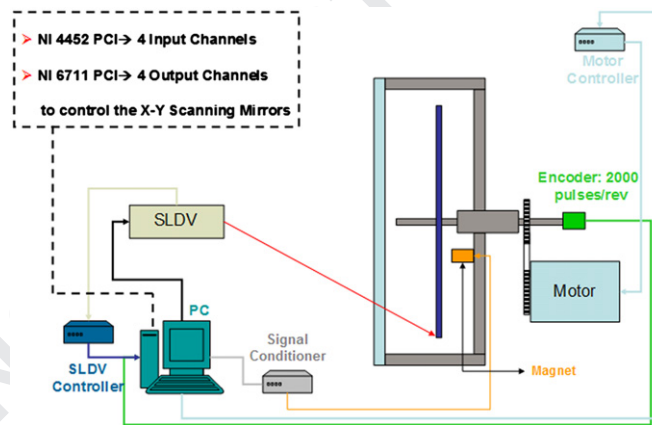 ➢ NI 4452 PCI→ 4 Input Channels
➢ NI 6711 PCI→ 4 Output Channels
to control the X-Y Scanning Mirrors
Motor
Controller
Encoder: 2000
pulses/rev
SLDV
Motor
PC
Signal
Conditioner
SLDV
Controller
Magnet